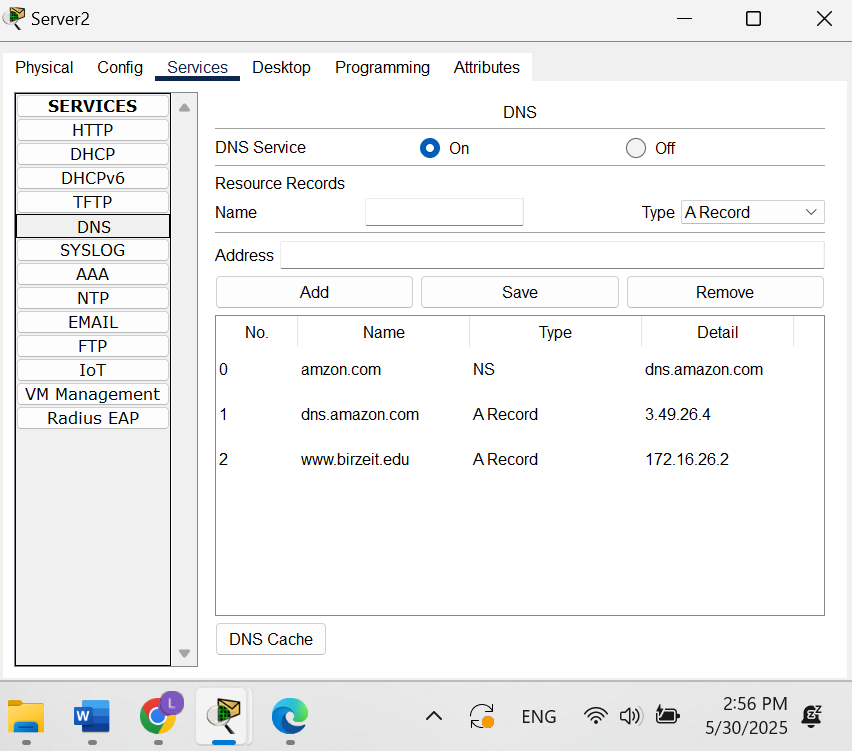 Server2
Physical Config Services Desktop Programming Attributes
SERVICES
HTTP
DHCP
DHCPv6
TFTP
DNS
SYSLOG
AAA
NTP
EMAIL
FTP
IoT
VM Management
Radius EAP
DNS
DNS Service On Off
Resource Records
Name Type A Record
Address
Add Save Remove
No. Name Type Detail
0 amzon.com NS dns.amazon.com
1 dns.amazon.com A Record 3.49.26.4
2 www.birzeit.edu A Record 172.16.26.2
DNS Cache
W L ENG 2:56 PM
5/30/2025